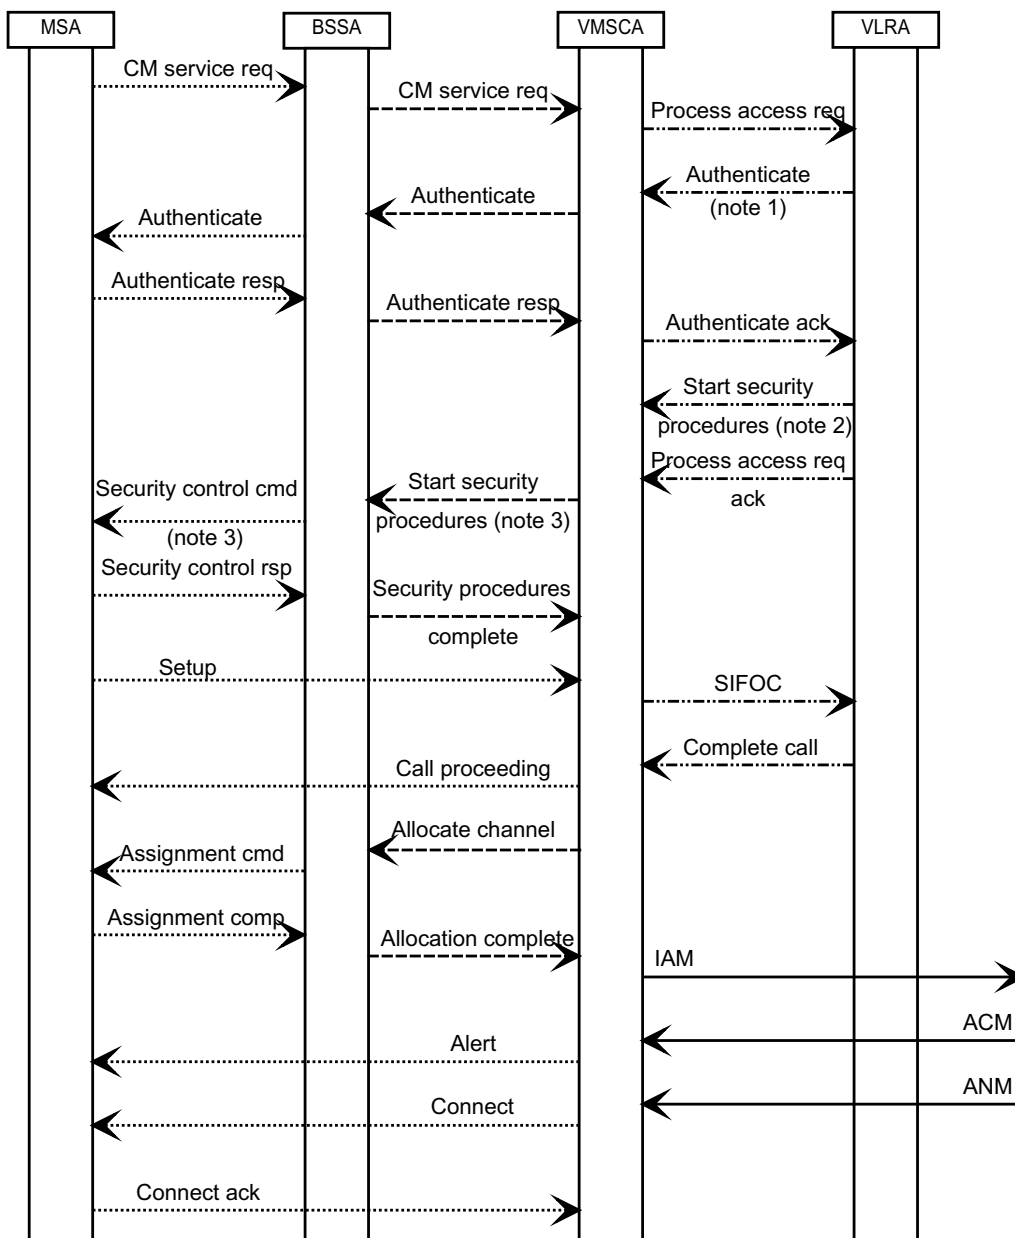 MSA
BSSA
VMSCA
VLRA
CM service req
CM service req
Process access req
Authenticate
(note 1)
Authenticate
Authenticate
Authenticate resp
Authenticate resp
Authenticate ack
Start security
procedures (note 2)
Process access req
ack
Start security
procedures (note 3)
Security control cmd
(note 3)
Security control rsp
Security procedures
complete
Setup
SIFOC
Complete call
Call proceeding
Allocate channel
Assignment cmd
Assignment comp
Allocation complete
IAM
ACM
Alert
ANM
Connect
Connect ack